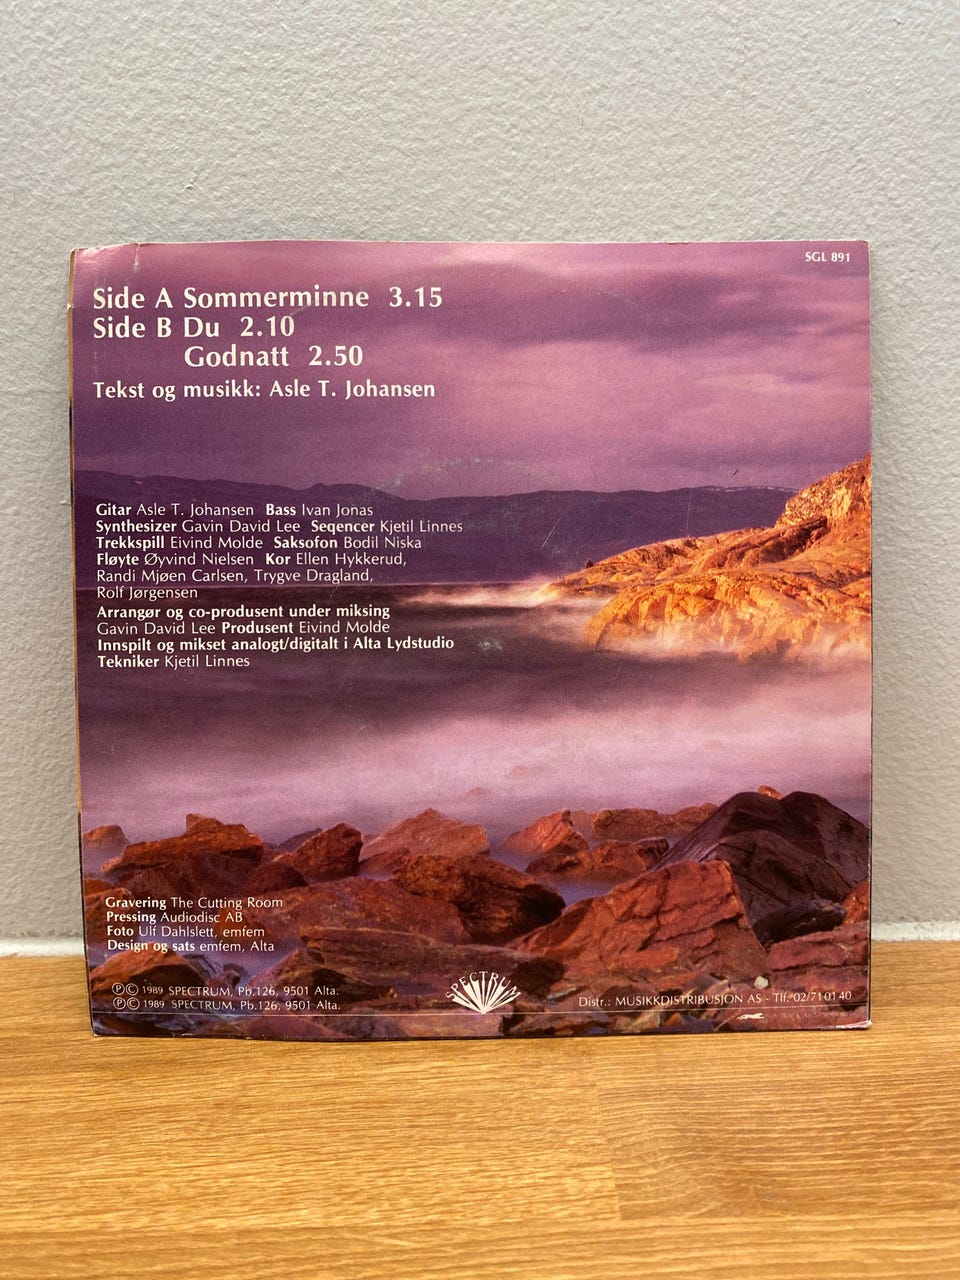 SGL 891
Side A Sommerminne 3.15
Side B Du 2.10
Godnatt 2.50
Tekst og musikk: Asle T. Johansen
Gitar Asle T. Johansen Bass Ivan Jonas
Synthesizer Gavin David Lee Seqencer Kjetil Linnes
Trekkspill Eivind Molde Saksofon Bodil Niska
Fløyte Øyvind Nielsen Kor Ellen Hykkerud,
Randi Mjøen Carlsen, Trygve Dragland,
Rolf Jørgensen
Arrangør og co-produsent under miksing
Gavin David Lee Produsent Eivind Molde
Innspilt og mikset analogt/digitalt i Alta Lydstudio
Tekniker Kjetil Linnes
Gravering The Cutting Room
Pressing Audiodisc AB
Foto Ulf Dahlslett, emfem
Design og sats emfem, Alta
℗© 1989 SPECTRUM, Pb.126, 9501 Alta.
℗© 1989 SPECTRUM, Pb.126, 9501 Alta.
SPECTRUM
Distr.: MUSIKKDISTRIBUSJON AS - Tlf. 02/71 01 40